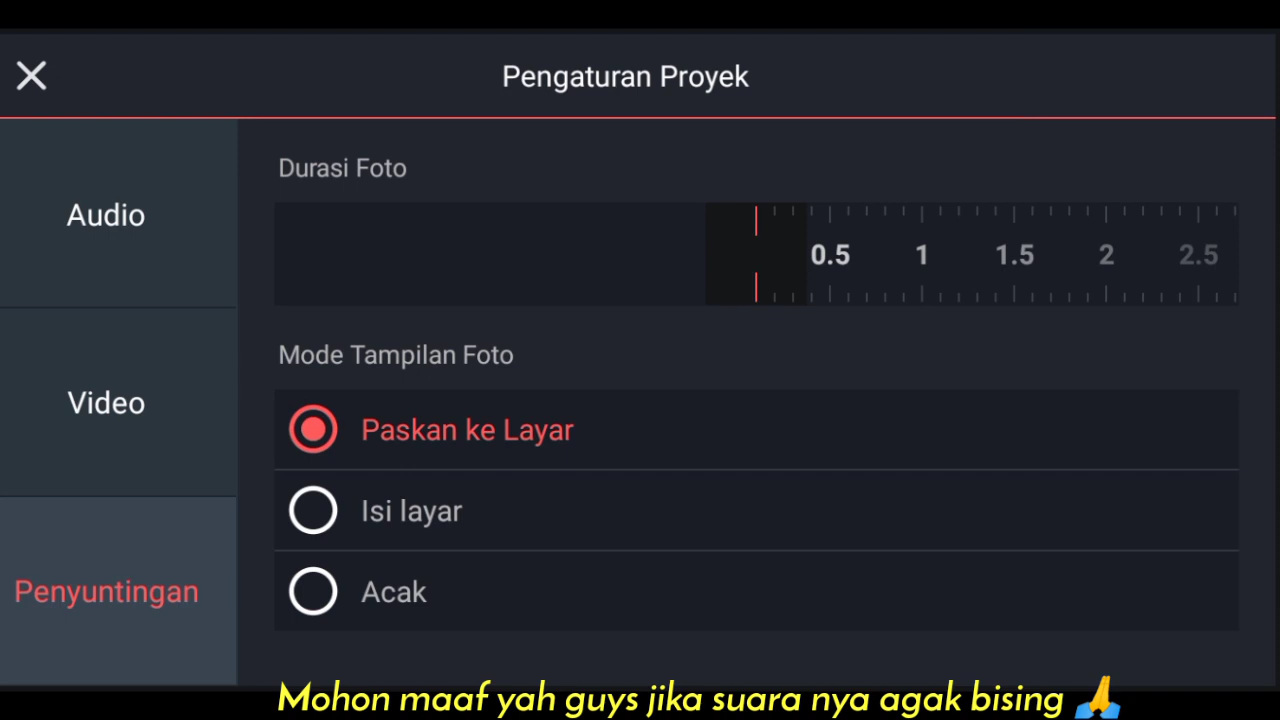 Pengaturan Proyek
Audio
Video
Penyuntingan
Durasi Foto
0.5 1 1.5 2 2.5
Mode Tampilan Foto
Paskan ke Layar
Isi layar
Acak
Mohon maaf yah guys jika suara nya agak bising 🙏